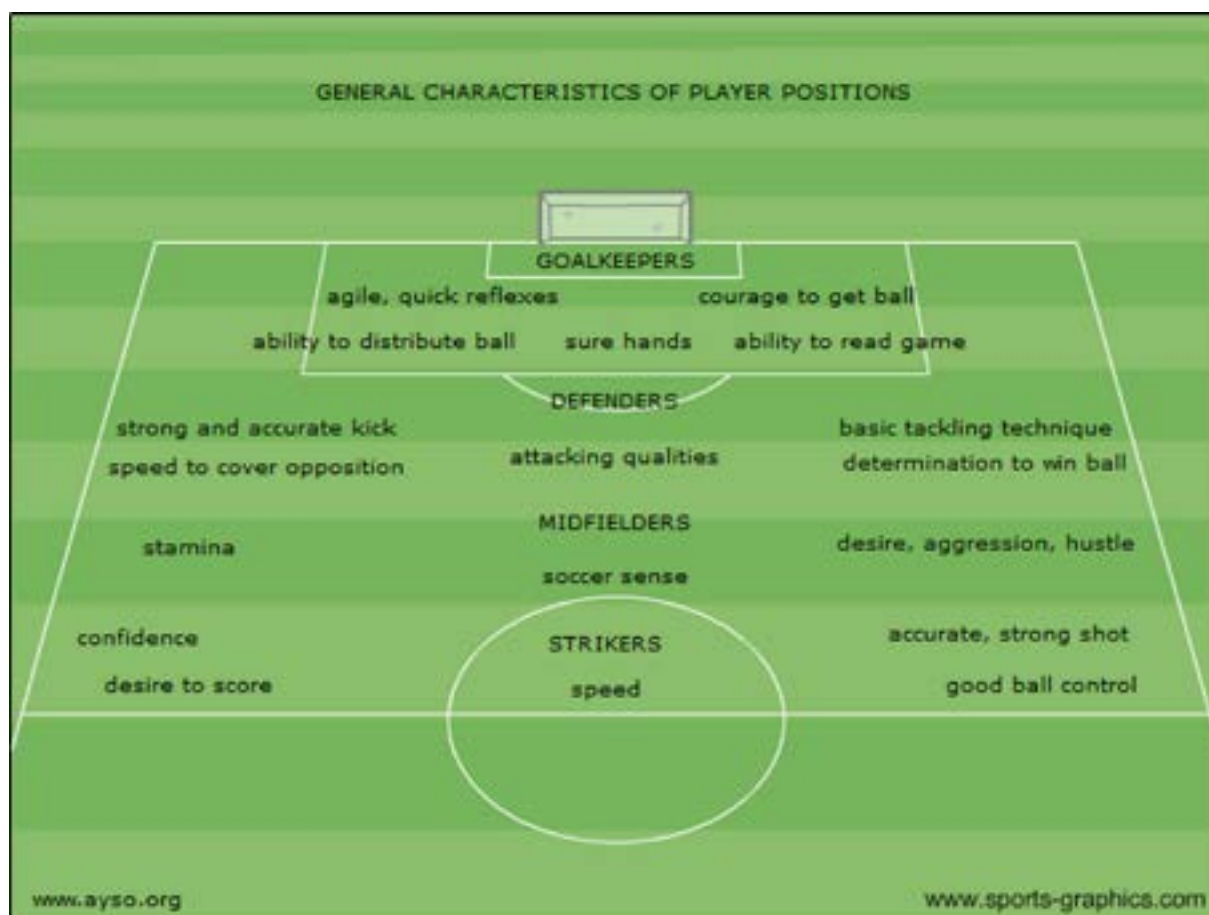 GENERAL CHARACTERISTICS OF PLAYER POSITIONS
GOALKEEPERS
agile, quick reflexes courage to get ball
ability to distribute ball sure hands ability to read game
DEFENDERS
strong and accurate kick basic tackling technique
speed to cover opposition attacking qualities determination to win ball
MIDFIELDERS
stamina desire, aggression, hustle
soccer sense
confidence STRIKERS accurate, strong shot
desire to score speed good ball control
www.ayso.org www.sports-graphics.com